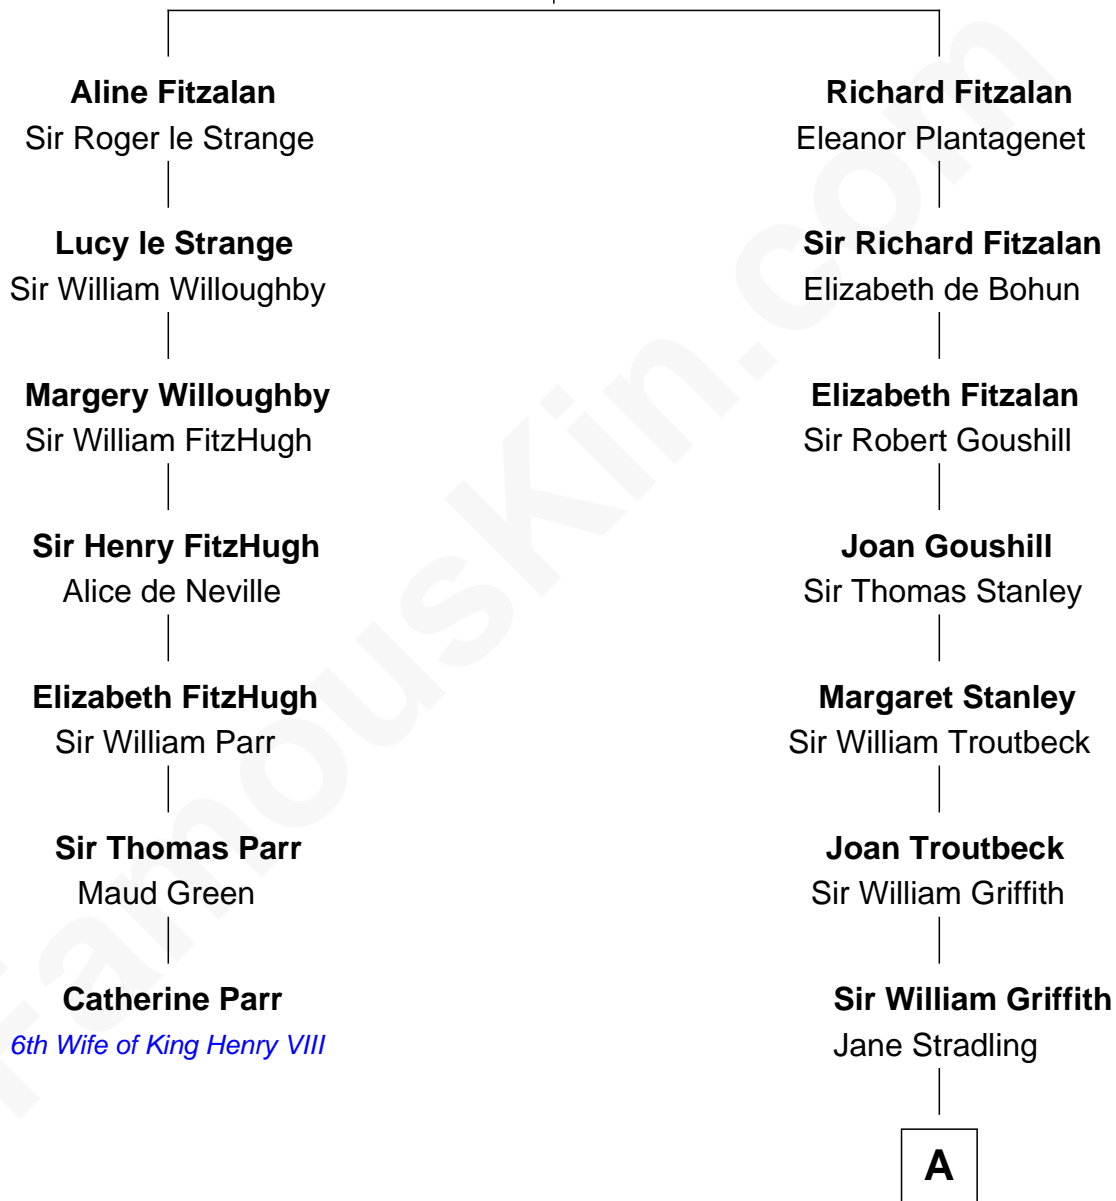 Aline Fitzalan
Sir Roger le Strange
Lucy le Strange
Sir William Willoughby
Margery Willoughby
Sir William FitzHugh
Sir Henry FitzHugh
Alice de Neville
Elizabeth FitzHugh
Sir William Parr
Sir Thomas Parr
Maud Green
Catherine Parr
6th Wife of King Henry VIII
Richard Fitzalan
Eleanor Plantagenet
Sir Richard Fitzalan
Elizabeth de Bohun
Elizabeth Fitzalan
Sir Robert Goushill
Joan Goushill
Sir Thomas Stanley
Margaret Stanley
Sir William Troutbeck
Joan Troutbeck
Sir William Griffith
Sir William Griffith
Jane Stradling
A
FamousKin.com